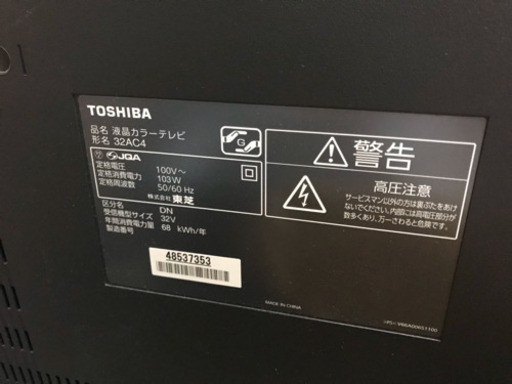 TOSHIBA
品名 液晶カラーテレビ
形名 32AC4
JQA
定格電圧 100V～
定格消費電力 103W
定格周波数 50/60 Hz
株式会社 東芝
区分名 DN
受信機型サイズ 32V
年間消費電力量 68 kWh/年
製造番号
48537353
G
警告
高圧注意
サービスマン以外の方は裏ぶたをあけ
ないでください。内部には高電圧部分が
数多くあり、万一さわると危険です。
MADE IN CHINA